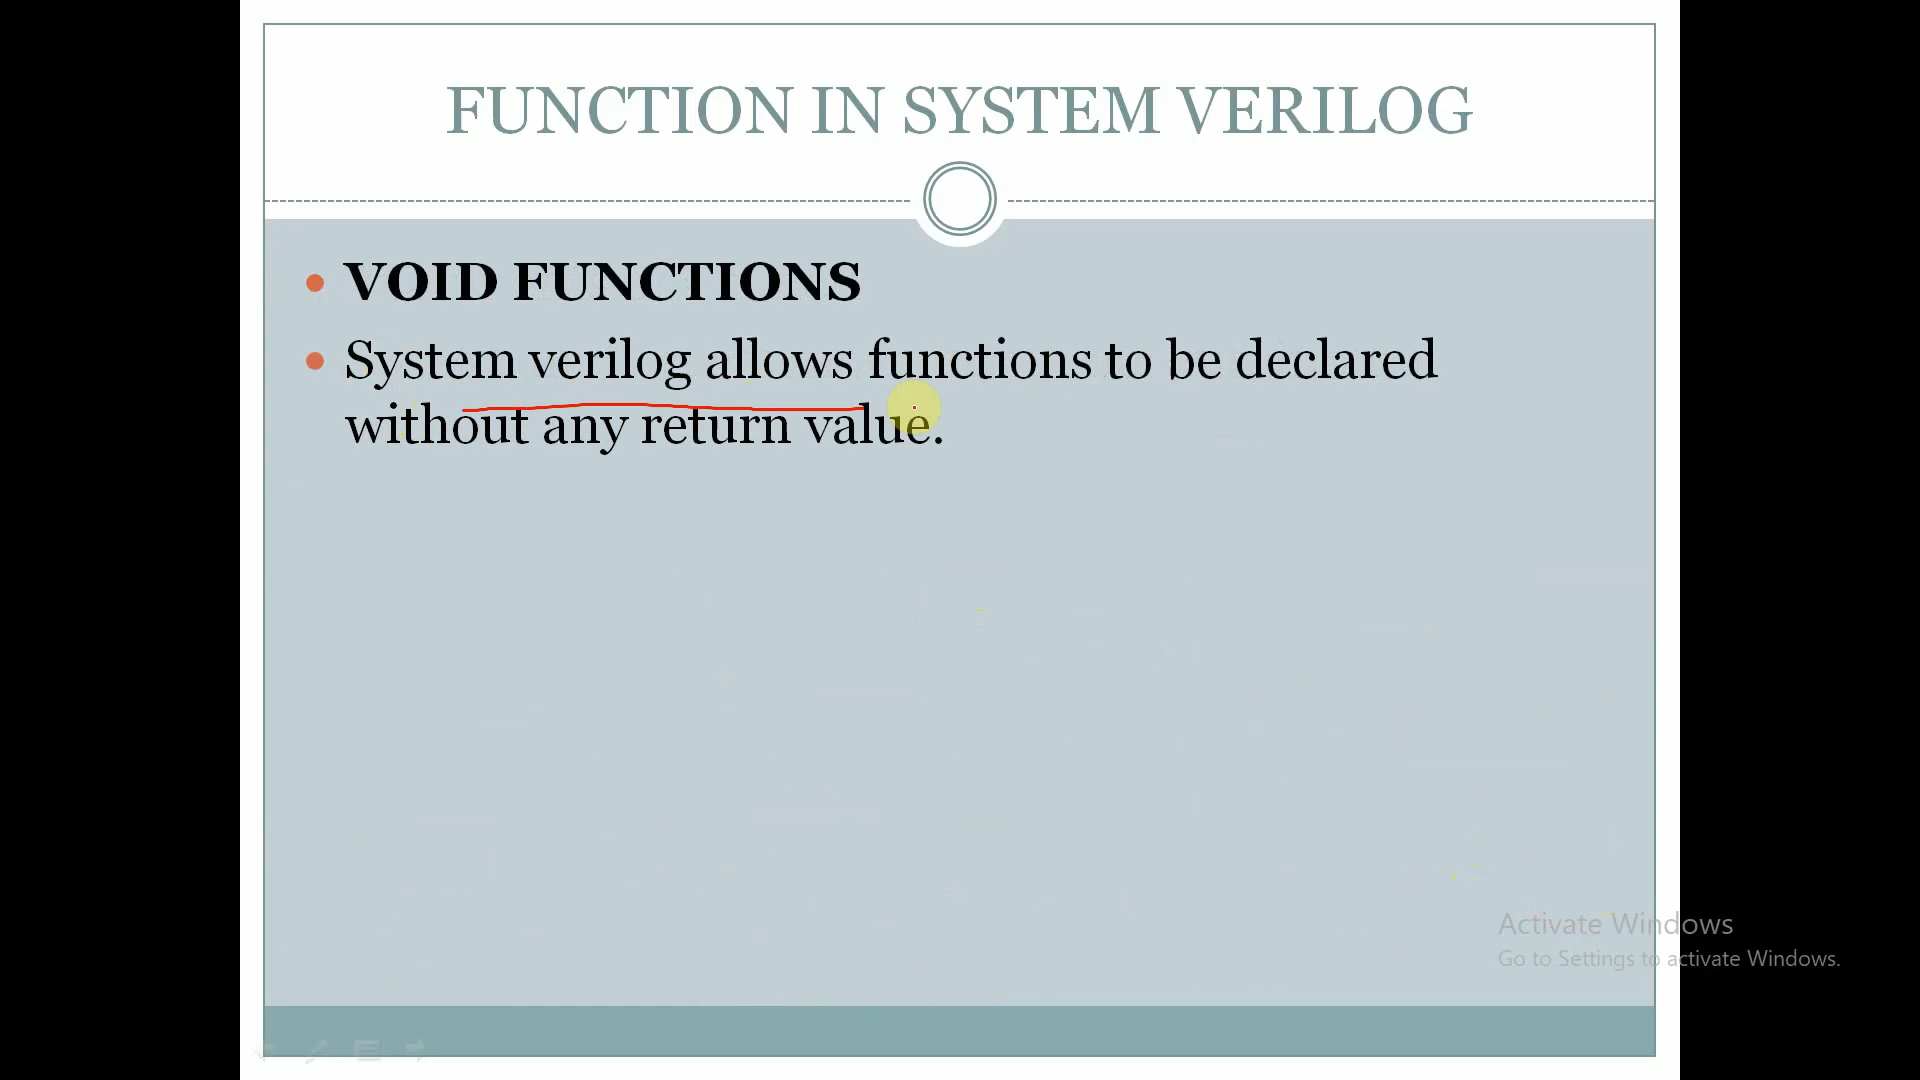 FUNCTION IN SYSTEM VERILOG
VOID FUNCTIONS
System verilog allows functions to be declared
without any return value.
Activate Windows
Go to Settings to activate Windows.